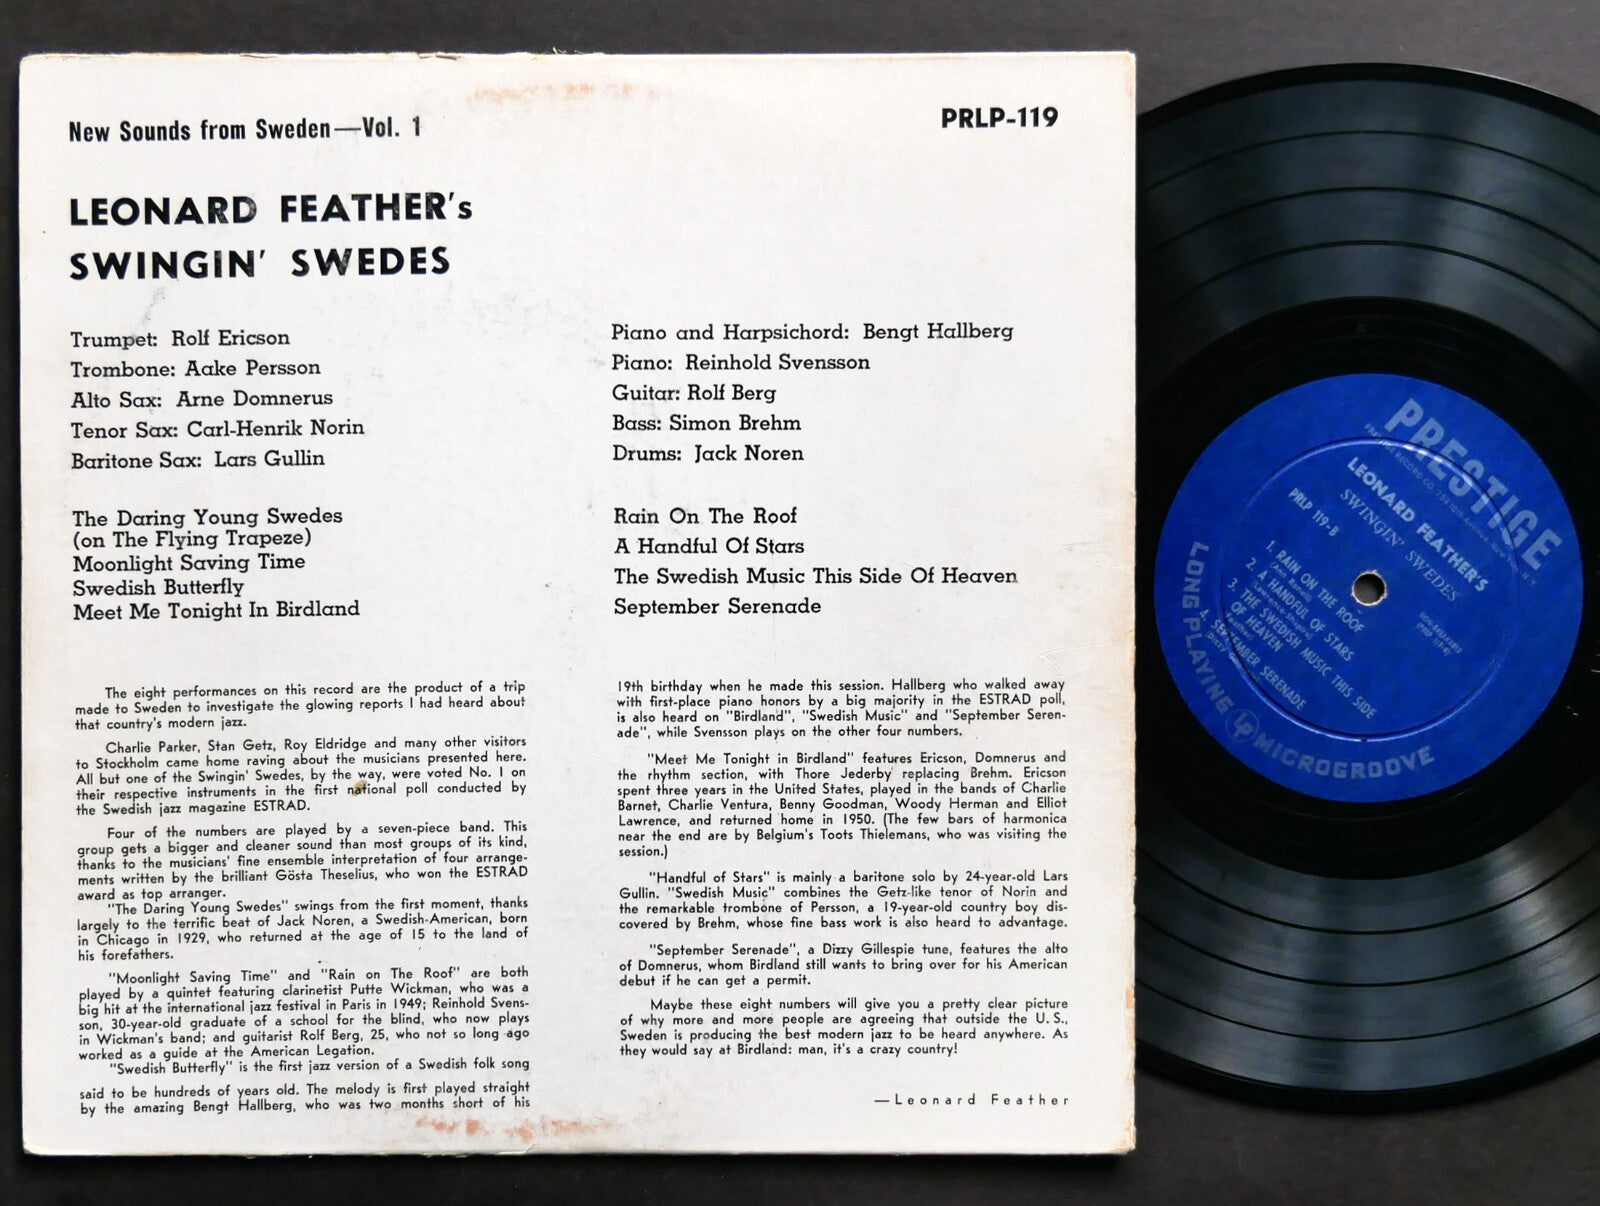 New Sounds from Sweden—Vol. 1
PRLP-119
LEONARD FEATHER's
SWINGIN' SWEDES
Trumpet: Rolf Ericson
Trombone: Aake Persson
Alto Sax: Arne Domnerus
Tenor Sax: Carl-Henrik Norin
Baritone Sax: Lars Gullin
Piano and Harpsichord: Bengt Hallberg
Piano: Reinhold Svensson
Guitar: Rolf Berg
Bass: Simon Brehm
Drums: Jack Noren
The Daring Young Swedes
(on The Flying Trapeze)
Moonlight Saving Time
Swedish Butterfly
Meet Me Tonight In Birdland
Rain On The Roof
A Handful Of Stars
The Swedish Music This Side Of Heaven
September Serenade
The eight performances on this record are the product of a trip
made to Sweden to investigate the glowing reports I had heard about
that country's modern jazz.
Charlie Parker, Stan Getz, Roy Eldridge and many other visitors
to Stockholm came home raving about the musicians presented here.
All but one of the Swingin' Swedes, by the way, were voted No. 1 on
their respective instruments in the first national poll conducted by
the Swedish jazz magazine ESTRAD.
Four of the numbers are played by a seven-piece band. This
group gets a bigger and cleaner sound than most groups of its kind,
thanks to the musicians' fine ensemble interpretation of four arrange-
ments written by the brilliant Gösta Theselius, who won the ESTRAD
award as top arranger.
"The Daring Young Swedes" swings from the first moment, thanks
largely to the terrific beat of Jack Noren, a Swedish-American, born
in Chicago in 1929, who returned at the age of 15 to the land of
his forefathers.
"Moonlight Saving Time" and "Rain on The Roof" are both
played by a quintet featuring clarinetist Putte Wickman, who was a
big hit at the international jazz festival in Paris in 1949; Reinhold Svens-
son, 30-year-old graduate of a school for the blind, who now plays
in Wickman's band; and guitarist Rolf Berg, 25, who not so long ago
worked as a guide at the American Legation.
"Swedish Butterfly" is the first jazz version of a Swedish folk song
said to be hundreds of years old. The melody is first played straight
by the amazing Bengt Hallberg, who was two months short of his
19th birthday when he made this session. Hallberg who walked away
with first-place piano honors by a big majority in the ESTRAD poll,
is also heard on "Birdland", "Swedish Music" and "September Seren-
ade", while Svensson plays on the other four numbers.
"Meet Me Tonight in Birdland" features Ericson, Domnerus and
the rhythm section, with Thore Jederby replacing Brehm. Ericson
spent three years in the United States, played in the bands of Charlie
Barnet, Charlie Ventura, Benny Goodman, Woody Herman and Elliot
Lawrence, and returned home in 1950. (The few bars of harmonica
near the end are by Belgium's Toots Thielemans, who was visiting the
session.)
"Handful of Stars" is mainly a baritone solo by 24-year-old Lars
Gullin. "Swedish Music" combines the Getz-like tenor of Norin and
the remarkable trombone of Persson, a 19-year-old country boy dis-
covered by Brehm, whose fine bass work is also heard to advantage.
"September Serenade", a Dizzy Gillespie tune, features the alto
of Domnerus, whom Birdland still wants to bring over for his American
debut if he can get a permit.
Maybe these eight numbers will give you a pretty clear picture
of why more and more people are agreeing that outside the U. S.,
Sweden is producing the best modern jazz to be heard anywhere. As
they would say at Birdland: man, it's a crazy country!
—Leonard Feather
PRESTIGE
LEONARD FEATHER'S
SWINGIN' SWEDES
PRLP 119-B
1. RAIN ON THE ROOF
(Ann Ronell)
2. A HANDFUL OF STARS
(Lawrence-Shapiro)
3. THE SWEDISH MUSIC THIS SIDE
OF HEAVEN
(Feather)
4. SEPTEMBER SERENADE
LONG PLAYING LP MICROGROOVE